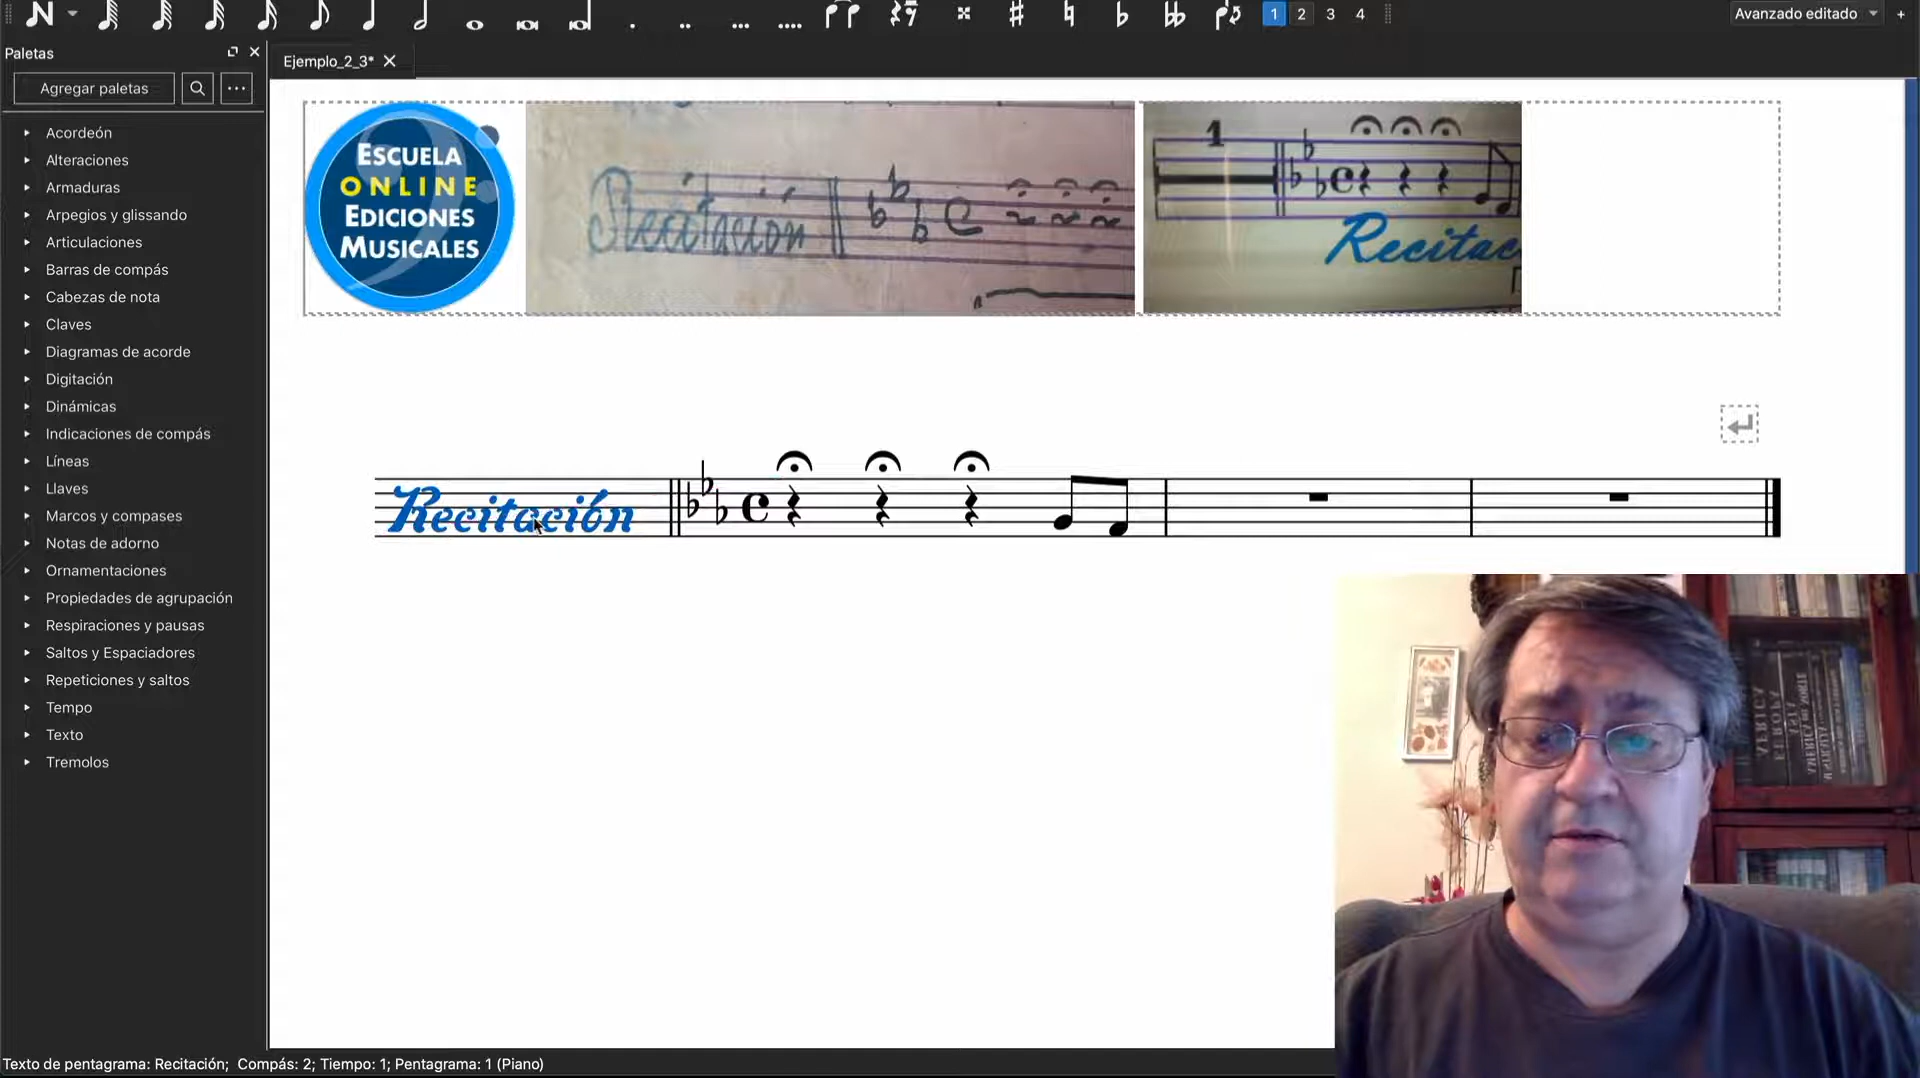 1 2 3 4
Avanzado editado
+
Paletas
Ejemplo_2_3*
Agregar paletas
...
Acordeón
Alteraciones
Armaduras
Arpegios y glissando
Articulaciones
Barras de compás
Cabezas de nota
Claves
Diagramas de acorde
Digitación
Dinámicas
Indicaciones de compás
Líneas
Llaves
Marcos y compases
Notas de adorno
Ornamentaciones
Propiedades de agrupación
Respiraciones y pausas
Saltos y Espaciadores
Repeticiones y saltos
Tempo
Texto
Tremolos
ESCUELA
ONLINE
EDICIONES
MUSICALES
Recitación
1
Recitac
Recitación
Texto de pentagrama: Recitación; Compás: 2; Tiempo: 1; Pentagrama: 1 (Piano)